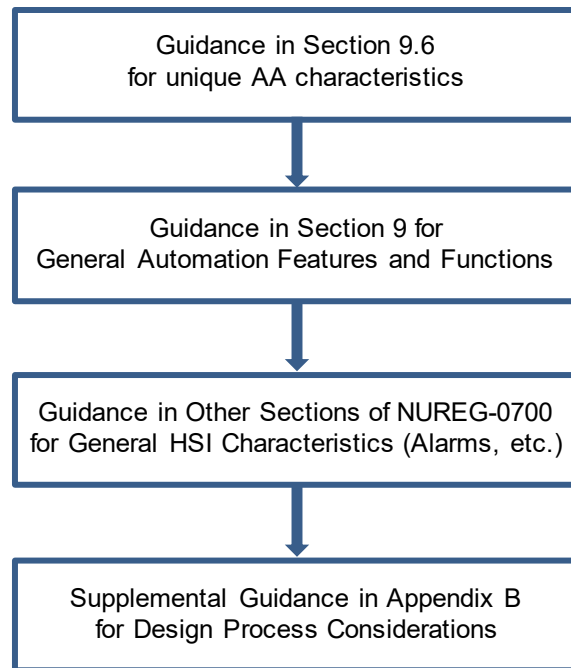 Guidance in Section 9.6
for unique AA characteristics
Guidance in Section 9 for
General Automation Features and Functions
Guidance in Other Sections of NUREG-0700
for General HSI Characteristics (Alarms, etc.)
Supplemental Guidance in Appendix B
for Design Process Considerations